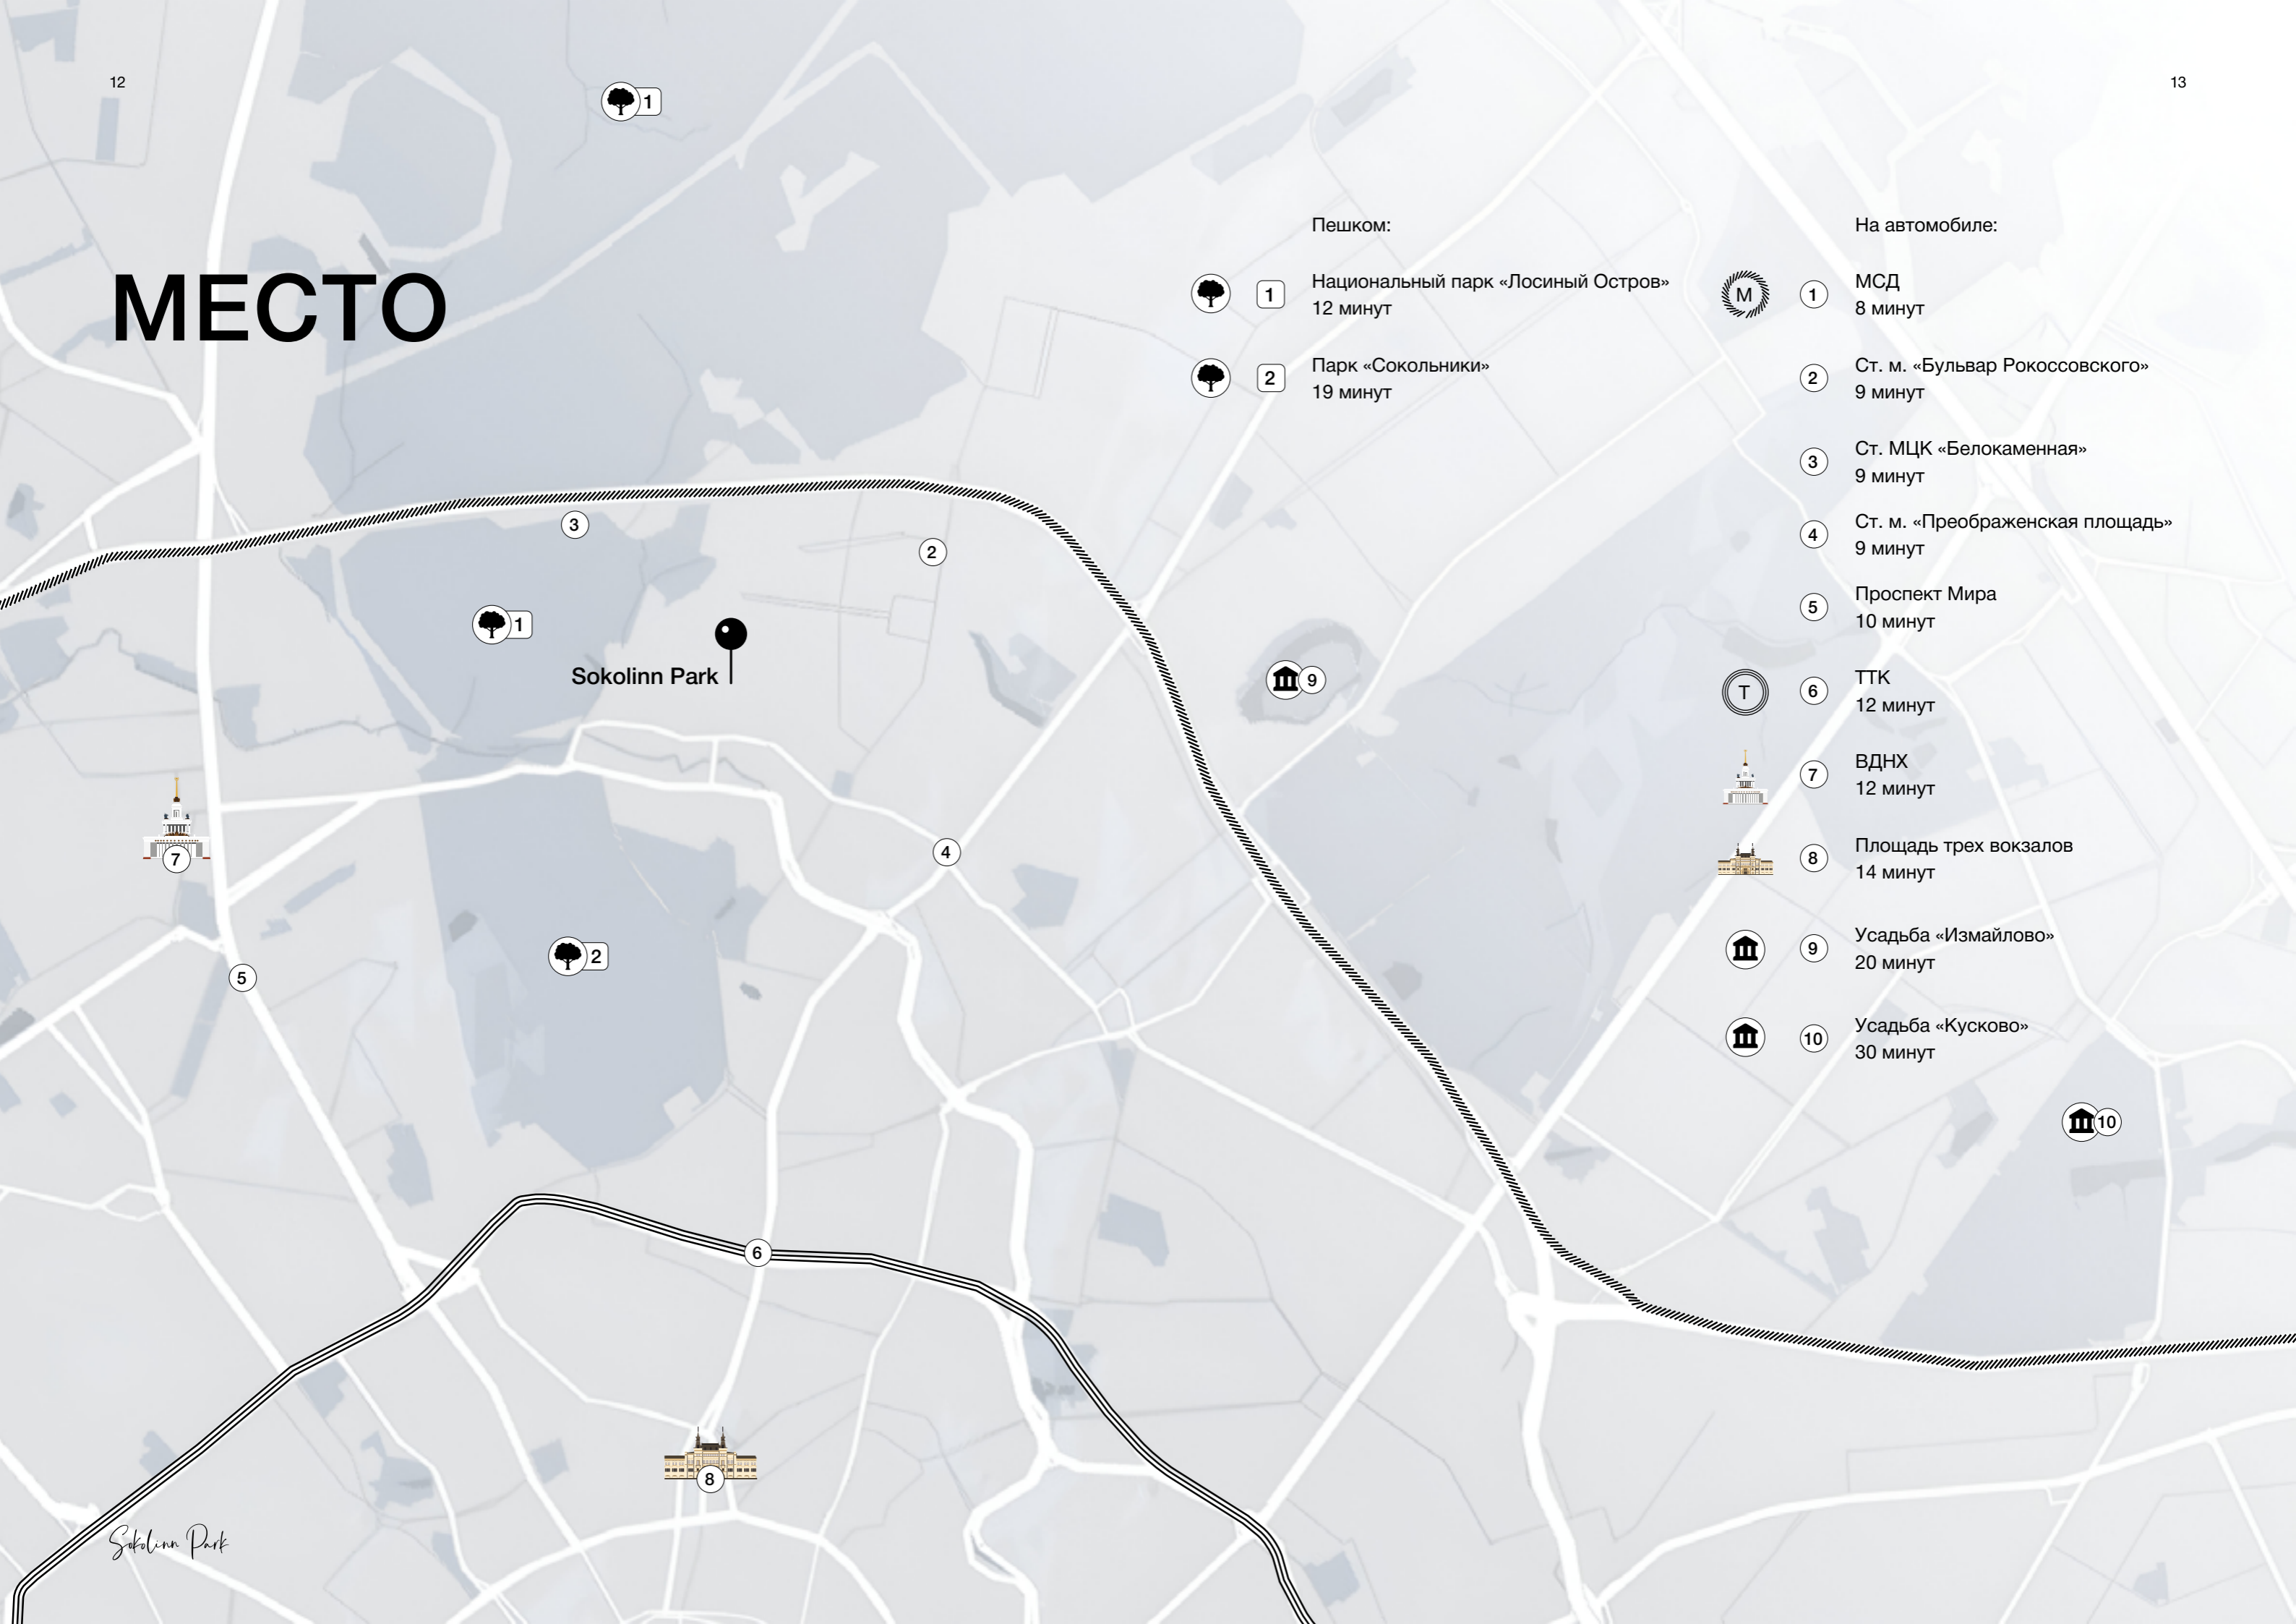 12
13
МЕСТО
Пешком:
1
Национальный парк «Лосиный Остров»
12 минут
2
Парк «Сокольники»
19 минут
На автомобиле:
М
1
МСД
8 минут
2
Ст. м. «Бульвар Рокоссовского»
9 минут
3
Ст. МЦК «Белокаменная»
9 минут
4
Ст. м. «Преображенская площадь»
9 минут
5
Проспект Мира
10 минут
Т
6
ТТК
12 минут
7
ВДНХ
12 минут
8
Площадь трех вокзалов
14 минут
9
Усадьба «Измайлово»
20 минут
10
Усадьба «Кусково»
30 минут
1
3
2
1
Sokolinn Park
9
7
4
2
5
10
6
8
Sokolinn Park